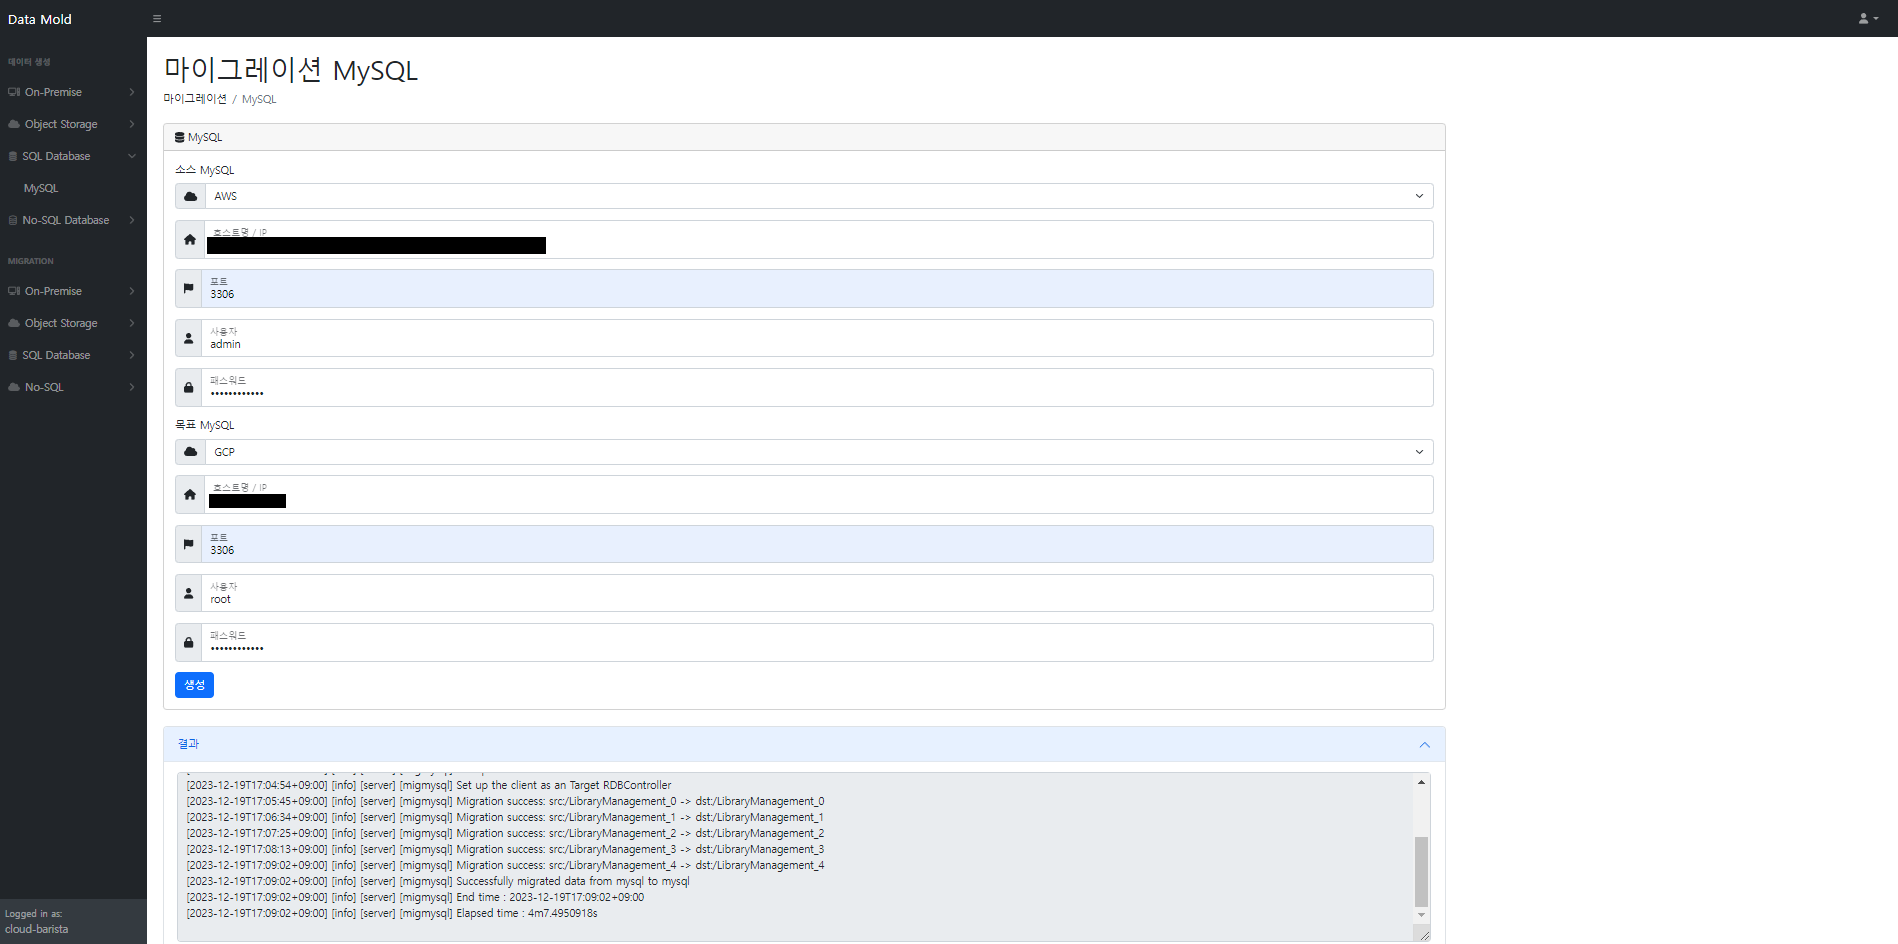 Data Mold
데이터 생성
On-Premise
Object Storage
SQL Database
MySQL
No-SQL Database
MIGRATION
On-Premise
Object Storage
SQL Database
No-SQL
Logged in as:
cloud-barista
마이그레이션 MySQL
마이그레이션 / MySQL
MySQL
소스 MySQL
AWS
호스트명 / IP
포트
3306
사용자
admin
패스워드
••••••••••••
목표 MySQL
GCP
호스트명 / IP
포트
3306
사용자
root
패스워드
••••••••••••
생성
결과
[2023-12-19T17:04:54+09:00] [info] [server] [migmysql] Set up the client as an Target RDBController
[2023-12-19T17:05:45+09:00] [info] [server] [migmysql] Migration success: src:/LibraryManagement_0 -> dst:/LibraryManagement_0
[2023-12-19T17:06:34+09:00] [info] [server] [migmysql] Migration success: src:/LibraryManagement_1 -> dst:/LibraryManagement_1
[2023-12-19T17:07:25+09:00] [info] [server] [migmysql] Migration success: src:/LibraryManagement_2 -> dst:/LibraryManagement_2
[2023-12-19T17:08:13+09:00] [info] [server] [migmysql] Migration success: src:/LibraryManagement_3 -> dst:/LibraryManagement_3
[2023-12-19T17:09:02+09:00] [info] [server] [migmysql] Migration success: src:/LibraryManagement_4 -> dst:/LibraryManagement_4
[2023-12-19T17:09:02+09:00] [info] [server] [migmysql] Successfully migrated data from mysql to mysql
[2023-12-19T17:09:02+09:00] [info] [server] [migmysql] End time : 2023-12-19T17:09:02+09:00
[2023-12-19T17:09:02+09:00] [info] [server] [migmysql] Elapsed time : 4m7.4950918s